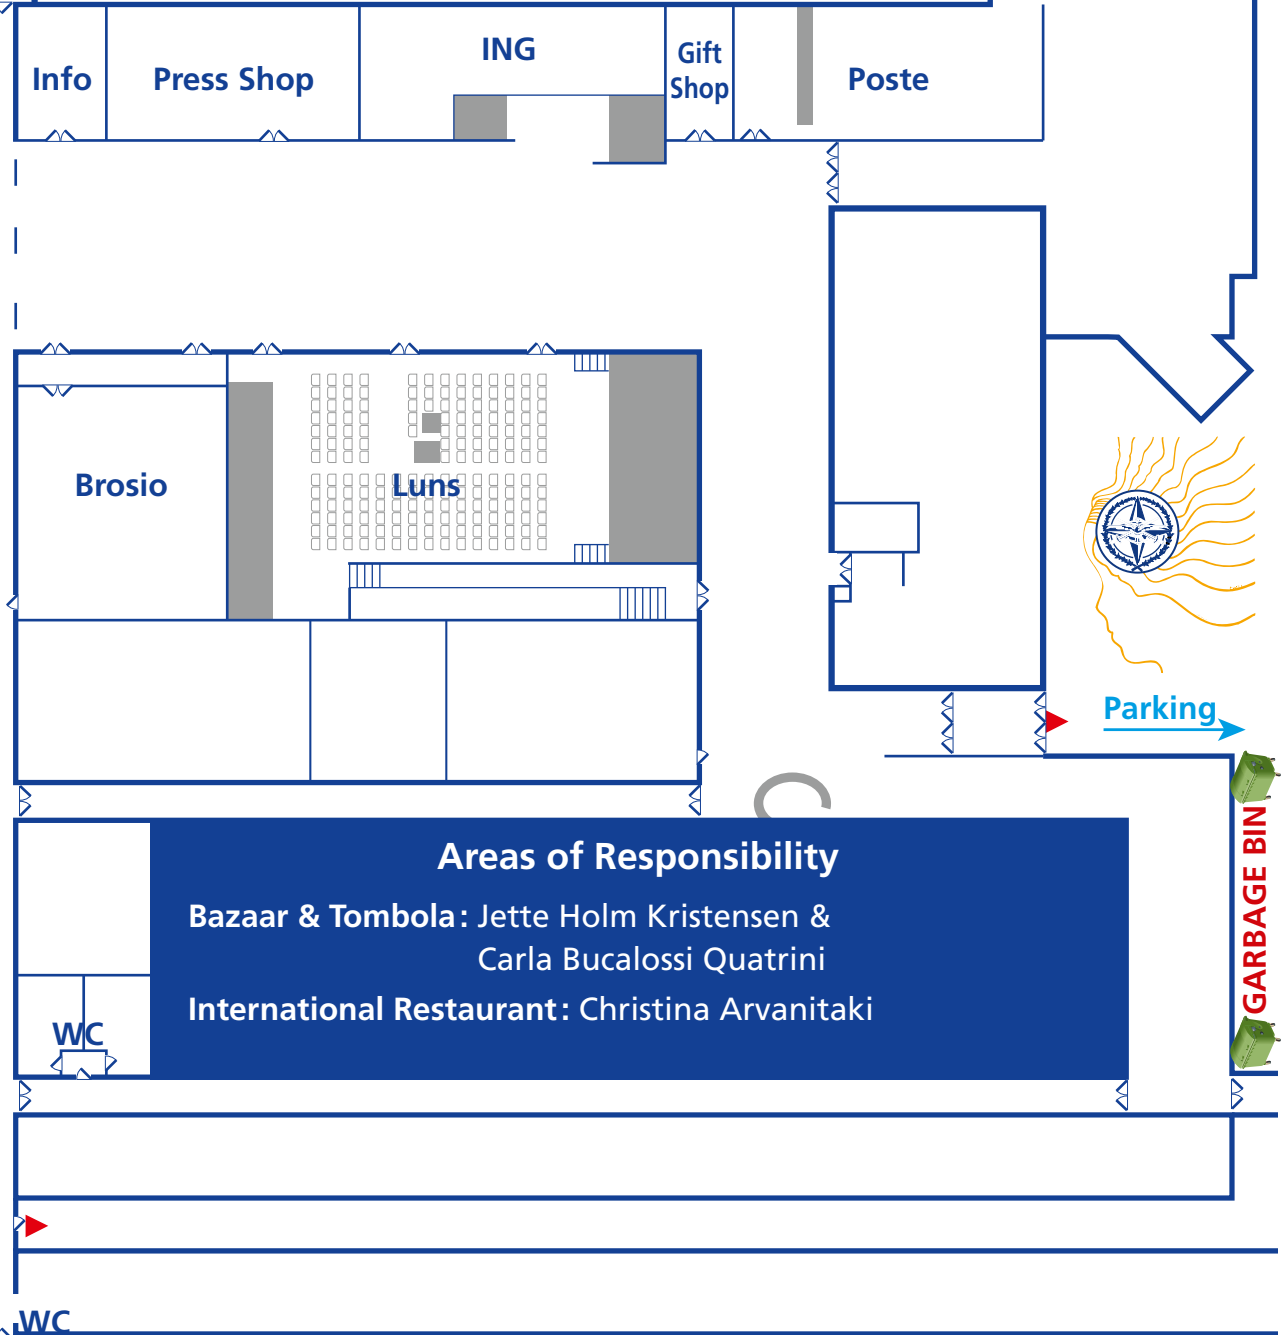 ING
Gift
Shop
Info
Press Shop
Poste
Brosio
Luns
Parking
GARBAGE BIN
Areas of Responsibility
Bazaar & Tombola: Jette Holm Kristensen &
Carla Bucalossi Quatrini
International Restaurant: Christina Arvanitaki
WC
WC